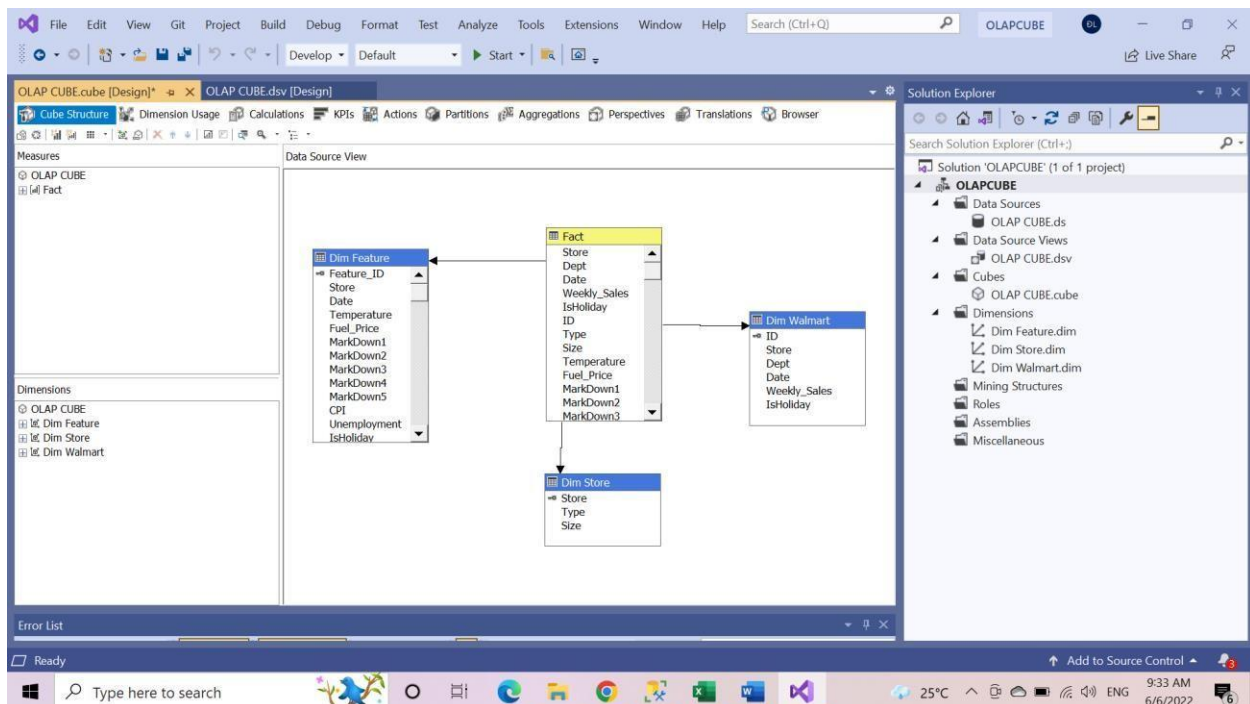 File Edit View Git Project Build Debug Format Test Analyze Tools Extensions Window Help Search (Ctrl+Q) OLAPCUBE ĐL
Develop Default Start Live Share
OLAP CUBE.cube [Design]* OLAP CUBE.dsv [Design]
Cube Structure Dimension Usage Calculations KPIs Actions Partitions Aggregations Perspectives Translations Browser
Measures
OLAP CUBE
Fact
Dimensions
OLAP CUBE
Dim Feature
Dim Store
Dim Walmart
Data Source View
Dim Feature
Feature_ID
Store
Date
Temperature
Fuel_Price
MarkDown1
MarkDown2
MarkDown3
MarkDown4
MarkDown5
CPI
Unemployment
IsHoliday
Fact
Store
Dept
Date
Weekly_Sales
IsHoliday
ID
Type
Size
Temperature
Fuel_Price
MarkDown1
MarkDown2
MarkDown3
Dim Walmart
ID
Store
Dept
Date
Weekly_Sales
IsHoliday
Dim Store
Store
Type
Size
Solution Explorer
Search Solution Explorer (Ctrl+;)
Solution 'OLAPCUBE' (1 of 1 project)
OLAPCUBE
Data Sources
OLAP CUBE.ds
Data Source Views
OLAP CUBE.dsv
Cubes
OLAP CUBE.cube
Dimensions
Dim Feature.dim
Dim Store.dim
Dim Walmart.dim
Mining Structures
Roles
Assemblies
Miscellaneous
Error List
Ready Add to Source Control 3
Type here to search 25°C ENG 9:33 AM
6/6/2022 6